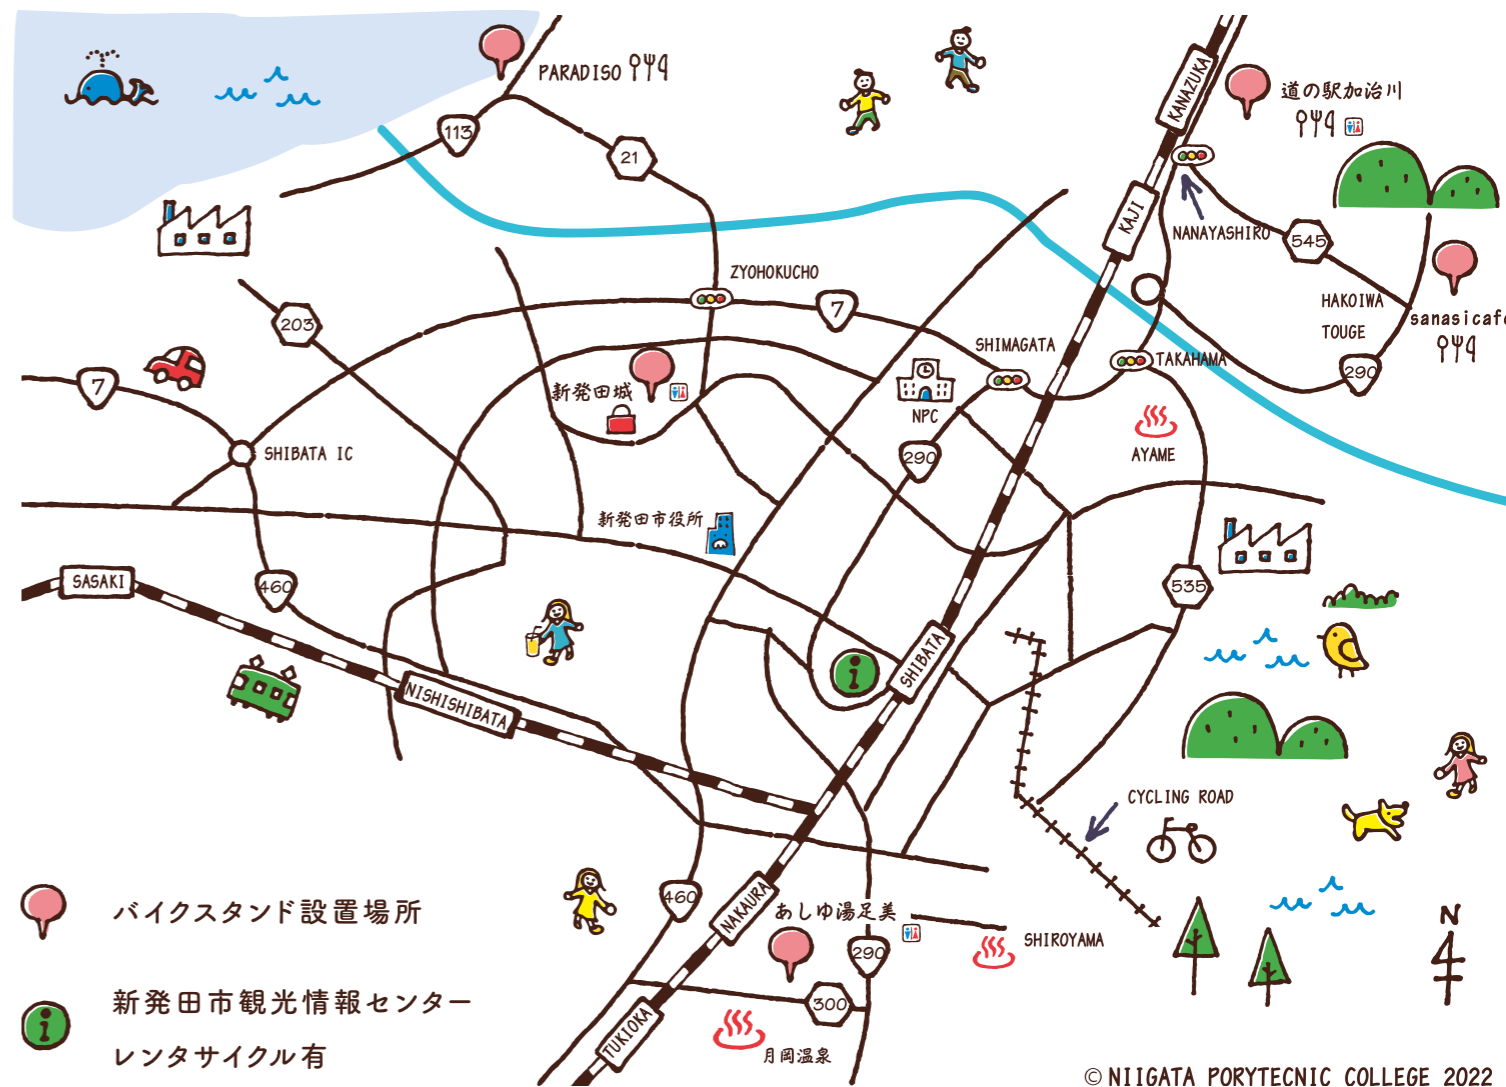 PARADISO
113
21
KANAZUKA
道の駅加治川
KAJI
NANAYASHIRO
545
ZYOHOKUCHO
7
HAKOIWA
TOUGE
sanasicafe
290
203
SHIMAGATA
TAKAHAMA
7
新発田城
NPC
AYAME
SHIBATA IC
290
新発田市役所
SASAKI
460
535
SHIBATA
i
NISHISHIBATA
CYCLING ROAD
460
NAKAURA
あしゆ湯足美
SHIROYAMA
290
300
TUKIOKA
月岡温泉
N
バイクスタンド設置場所
i
新発田市観光情報センター
レンタサイクル有
© NIIGATA PORYTECNIC COLLEGE 2022